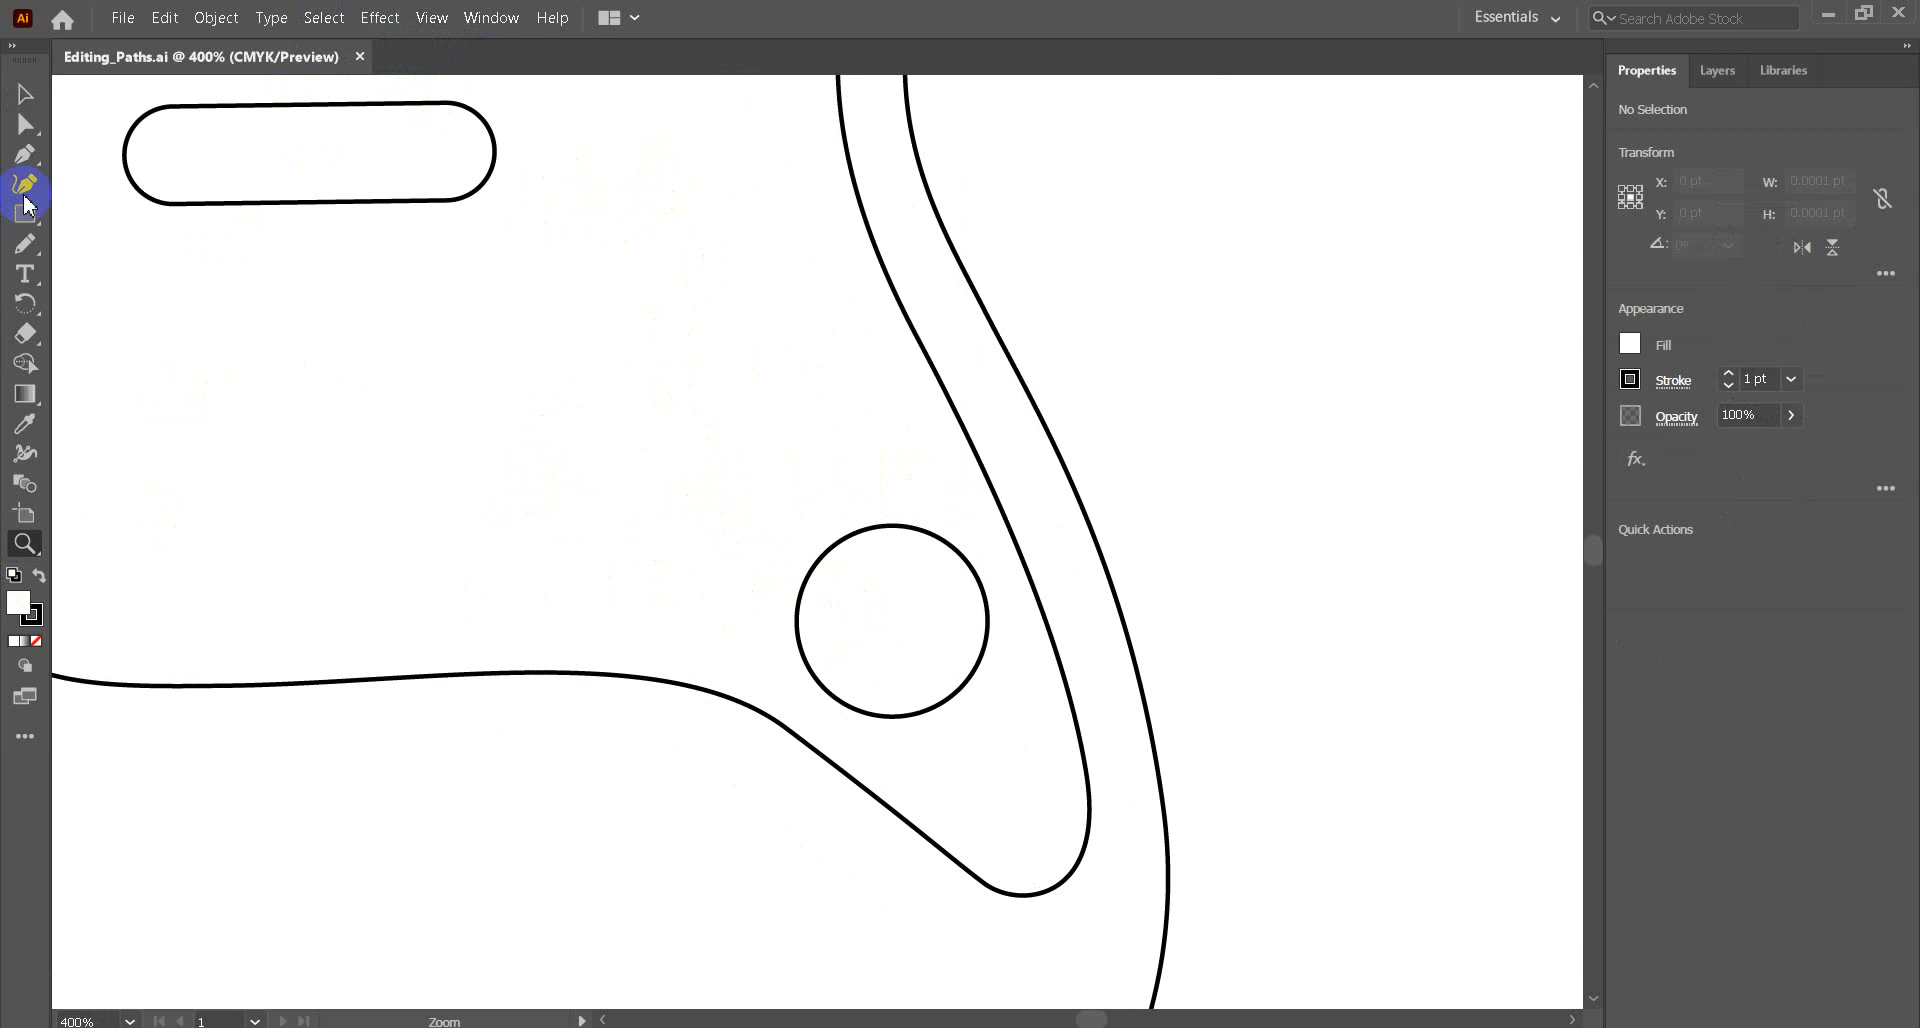 Ai File Edit Object Type Select Effect View Window Help Essentials Search Adobe Stock
Editing_Paths.ai @ 400% (CMYK/Preview)
Properties Layers Libraries
No Selection
Transform
X: 0 pt W: 0.0001 pt
Y: 0 pt H: 0.0001 pt
0°
Appearance
Fill
Stroke 1 pt
Opacity 100%
fx.
Quick Actions
400% 1 Zoom